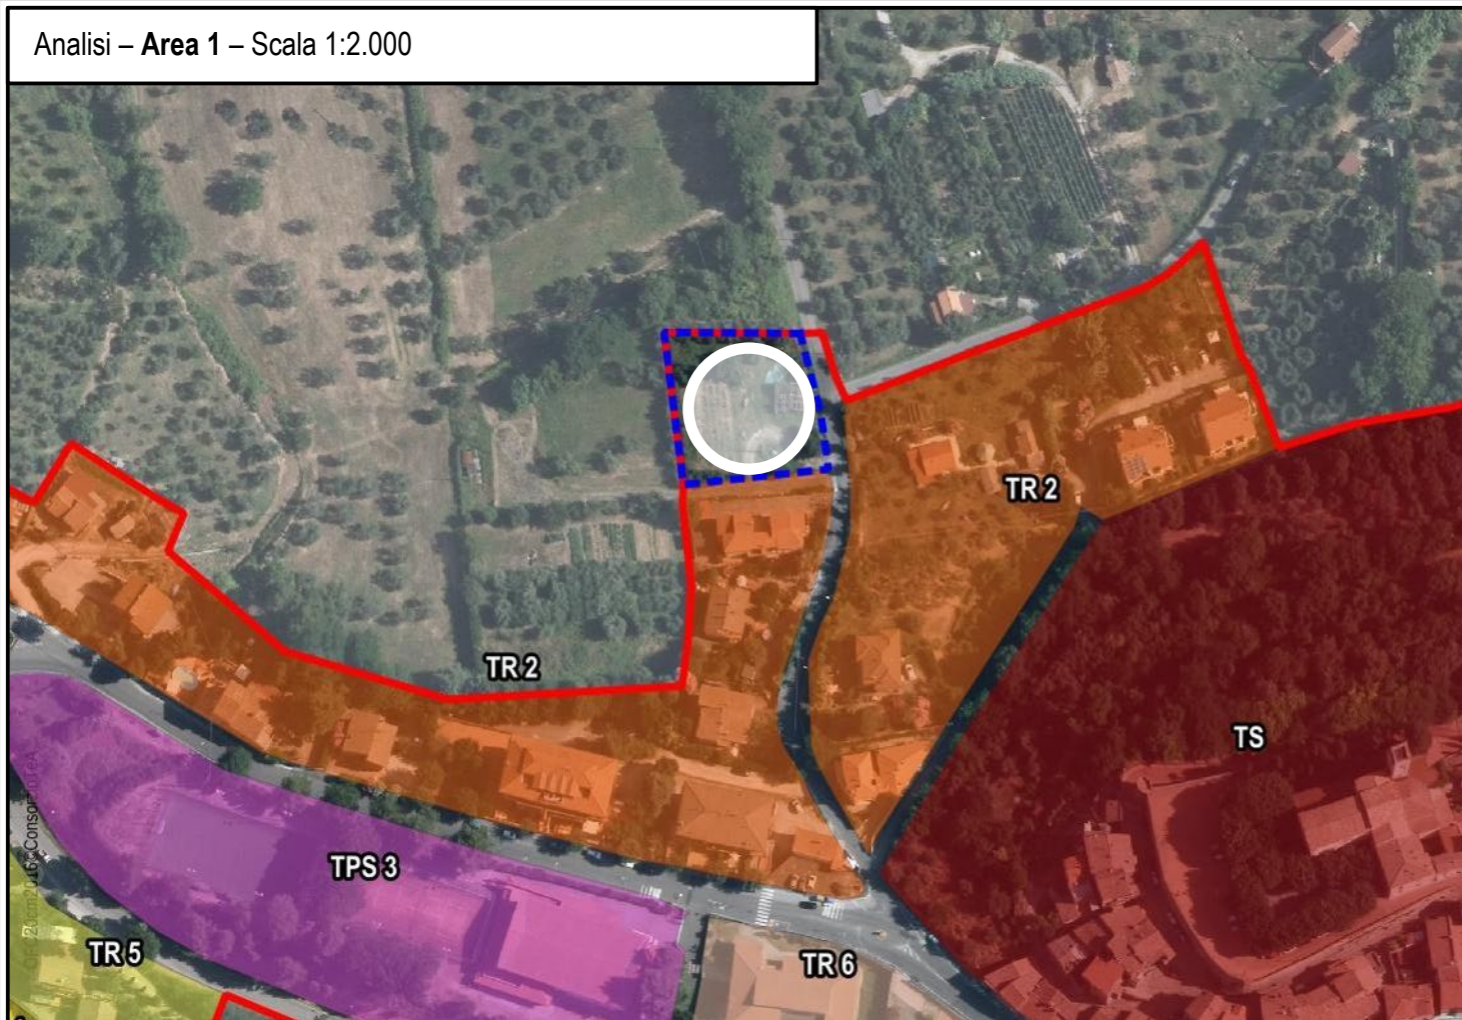 Analisi – Area 1 – Scala 1:2.000
TR 2
TR 2
TS
TPS 3
TR 5
TR 6